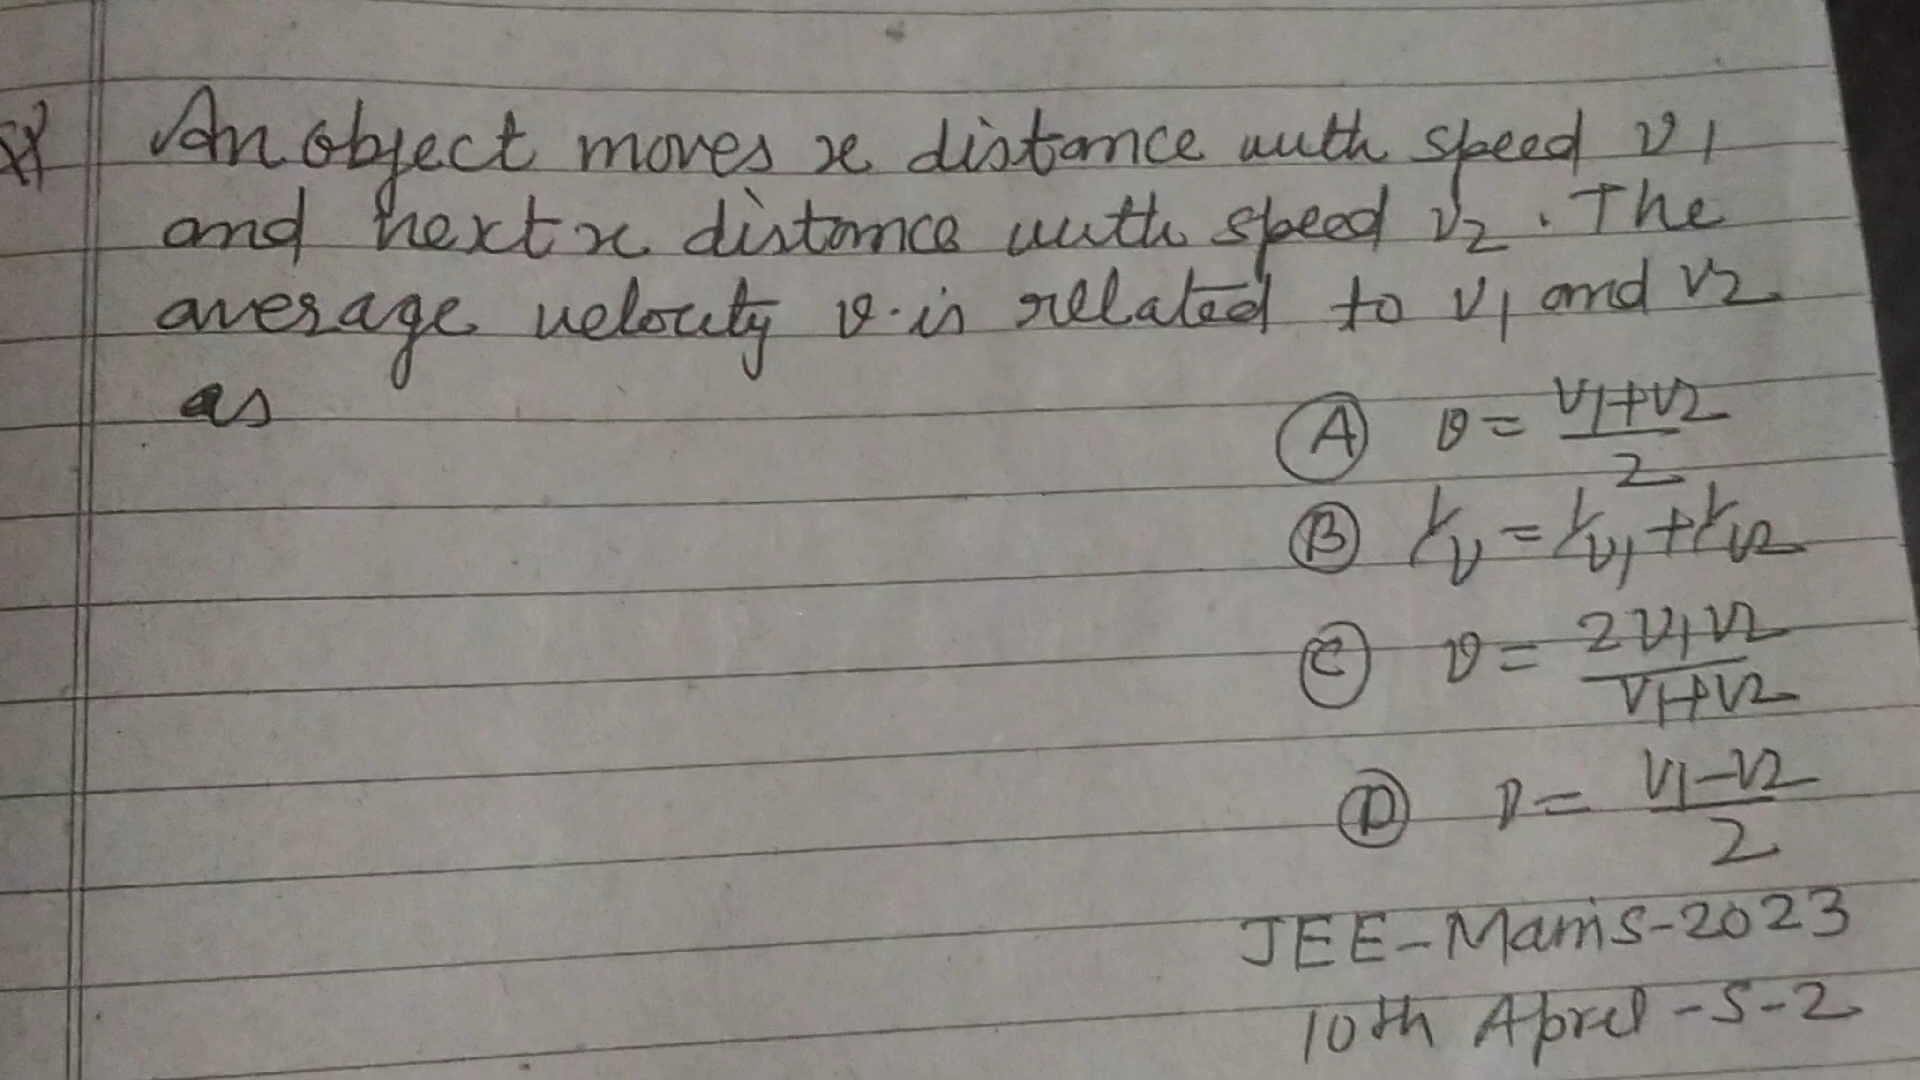 An object moves x distance with speed v1
and next x distance with speed v2. The
average velocity v is related to v1 and v2
as
(A) v = v1+v2/2
(B) 1/v = 1/v1 + 1/v2
(C) v = 2v1v2/v1+v2
(D) v = v1-v2/2
JEE-Mains-2023
10th April -S-2